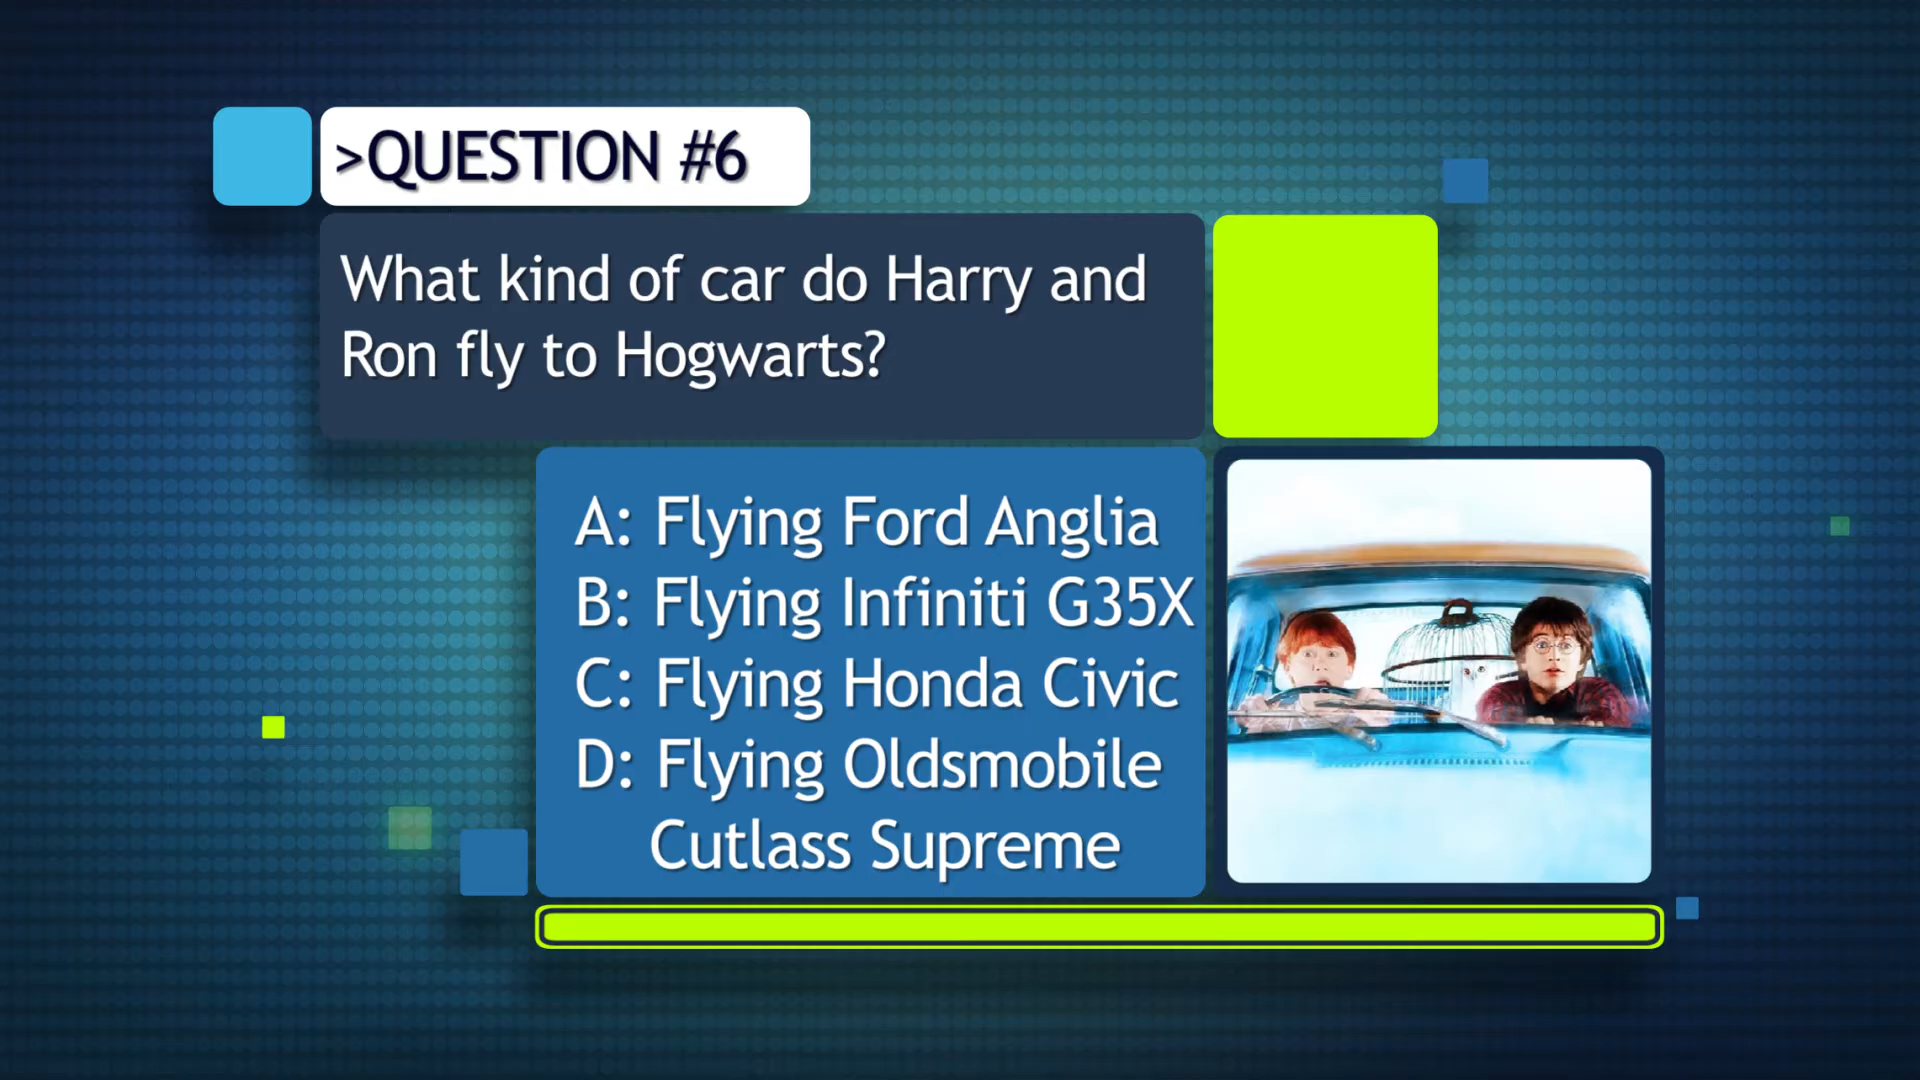 >QUESTION #6
What kind of car do Harry and
Ron fly to Hogwarts?
A: Flying Ford Anglia
B: Flying Infiniti G35X
C: Flying Honda Civic
D: Flying Oldsmobile
Cutlass Supreme